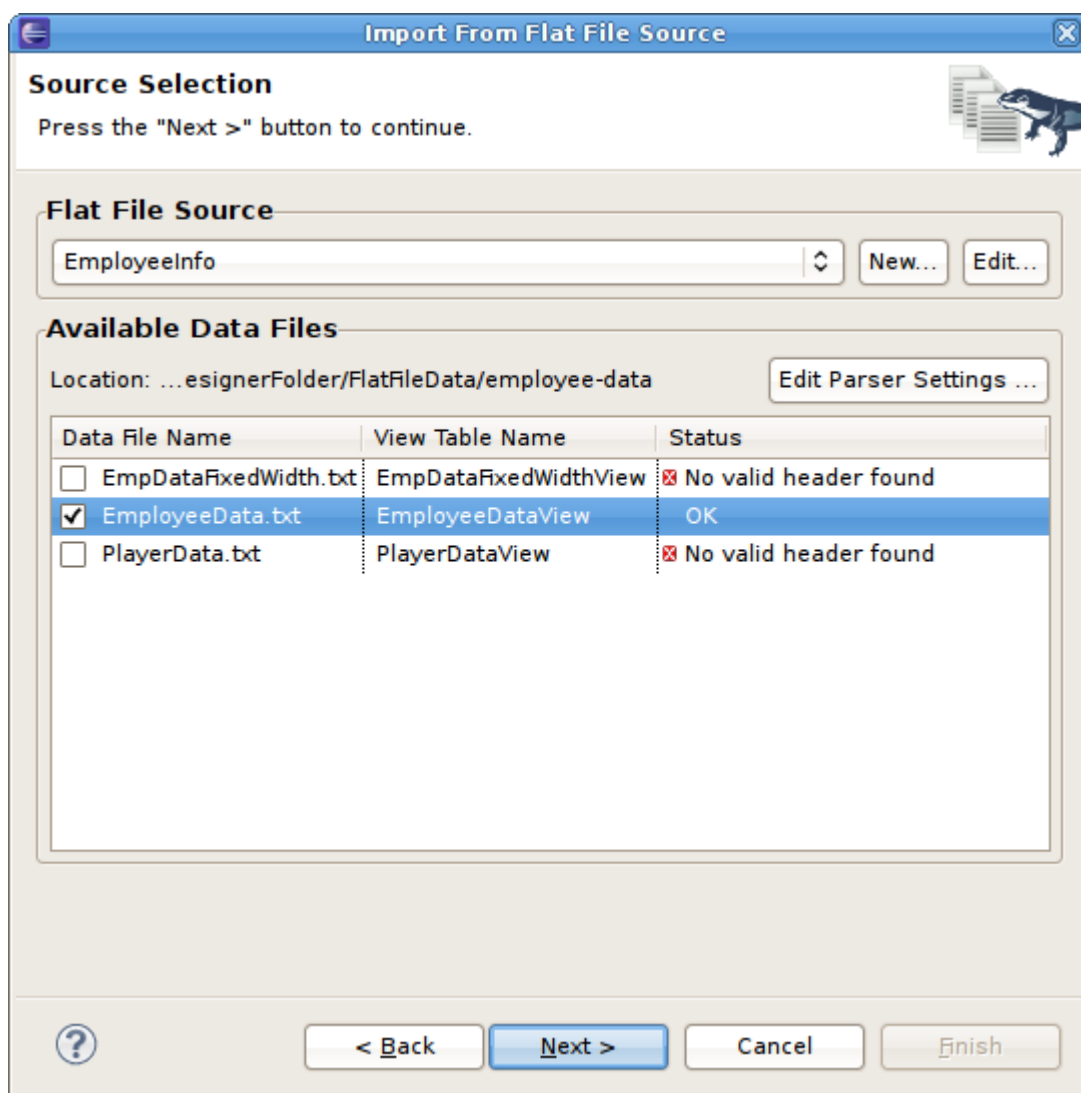 Import From Flat File Source
Source Selection
Press the "Next >" button to continue.
Flat File Source
EmployeeInfo
New...
Edit...
Available Data Files
Location: ...esignerFolder/FlatFileData/employee-data
Edit Parser Settings ...
Data File Name View Table Name Status
EmpDataFixedWidth.txt EmpDataFixedWidthView No valid header found
EmployeeData.txt EmployeeDataView OK
PlayerData.txt PlayerDataView No valid header found
?
< Back
Next >
Cancel
Finish